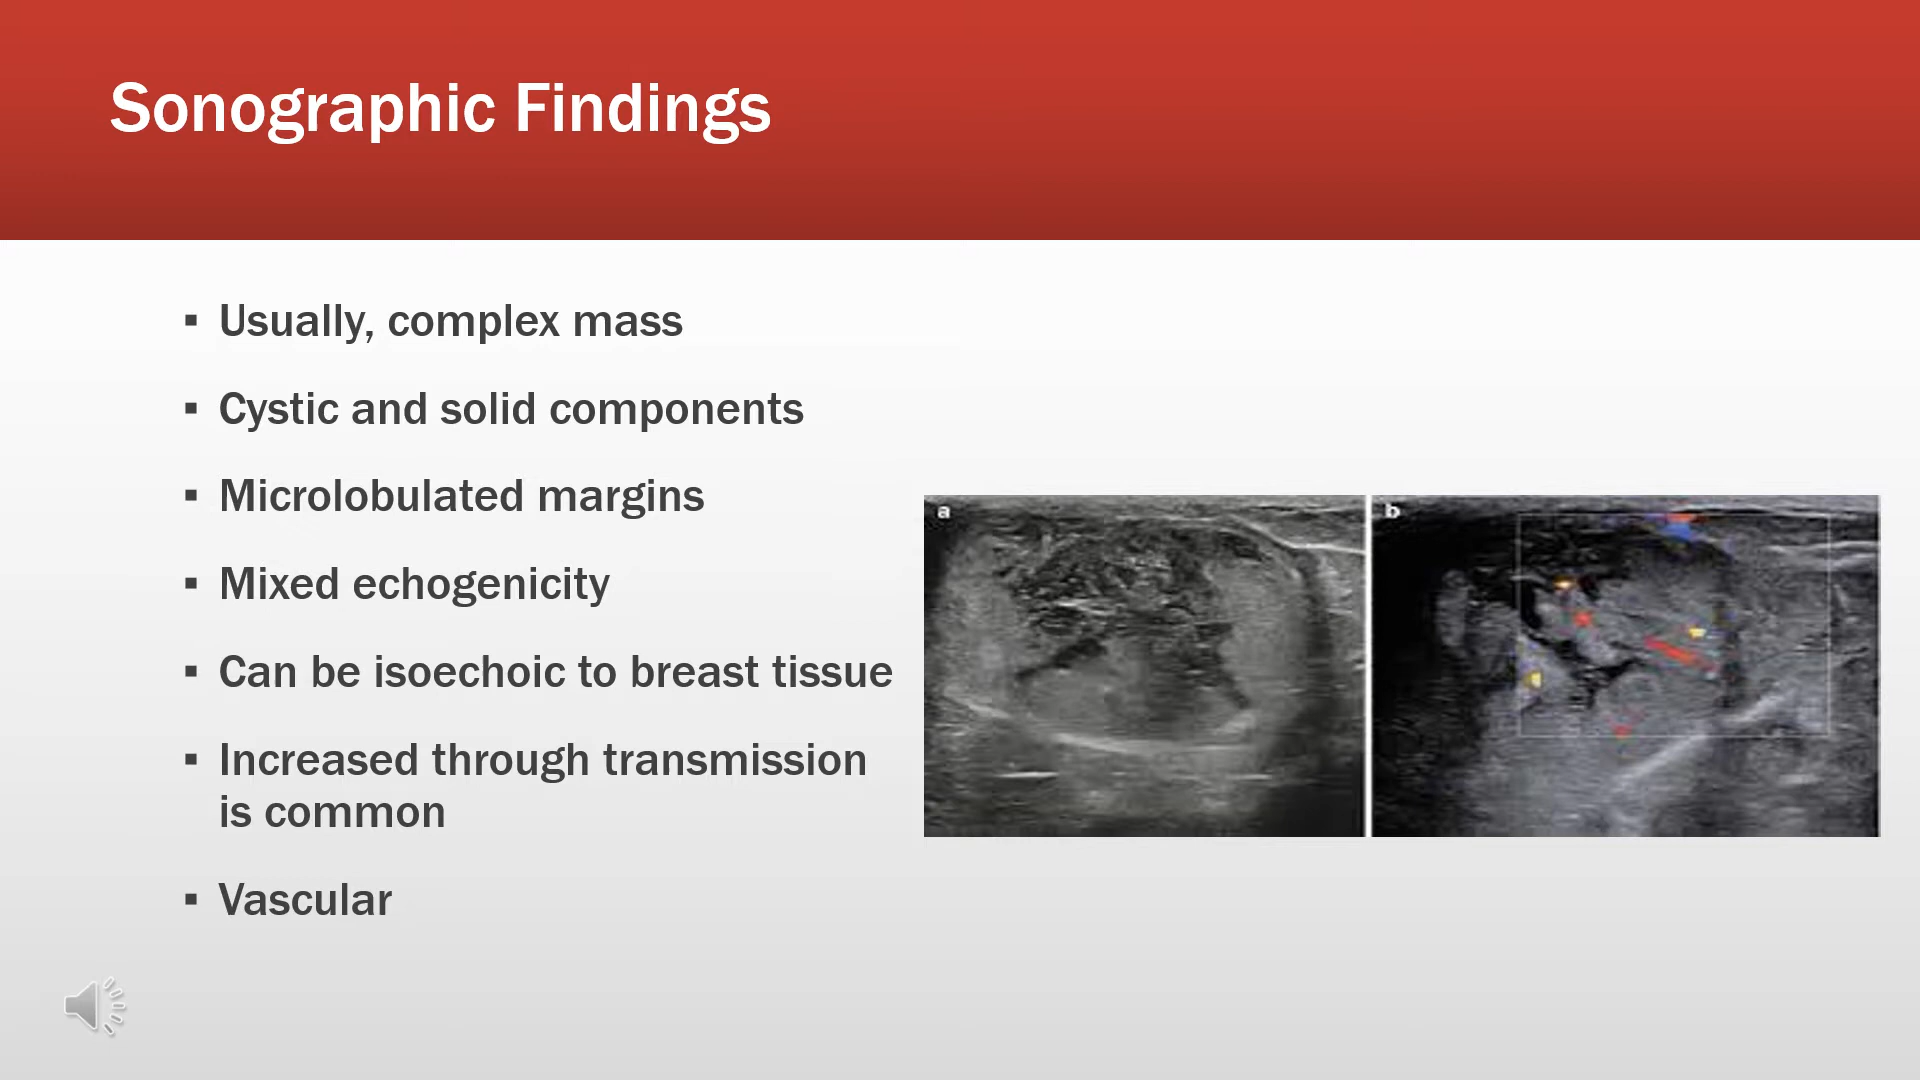 Sonographic Findings
▪ Usually, complex mass
▪ Cystic and solid components
▪ Microlobulated margins
▪ Mixed echogenicity
▪ Can be isoechoic to breast tissue
▪ Increased through transmission
is common
▪ Vascular
a
b